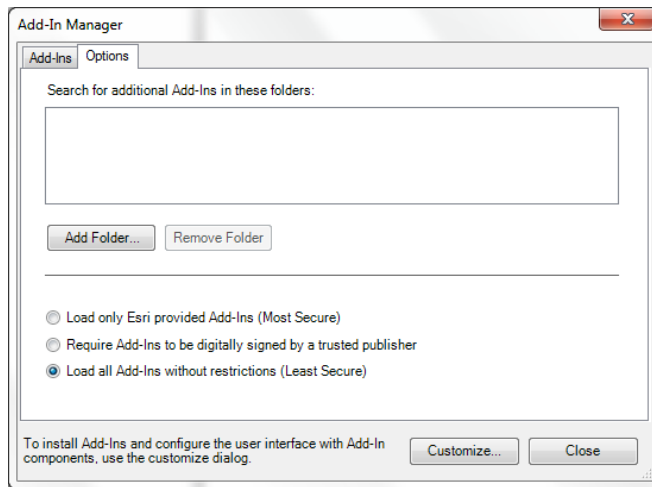 Add-In Manager
Add-Ins
Options
Search for additional Add-Ins in these folders:
Add Folder...
Remove Folder
Load only Esri provided Add-Ins (Most Secure)
Require Add-Ins to be digitally signed by a trusted publisher
Load all Add-Ins without restrictions (Least Secure)
To install Add-Ins and configure the user interface with Add-In
components, use the customize dialog.
Customize...
Close